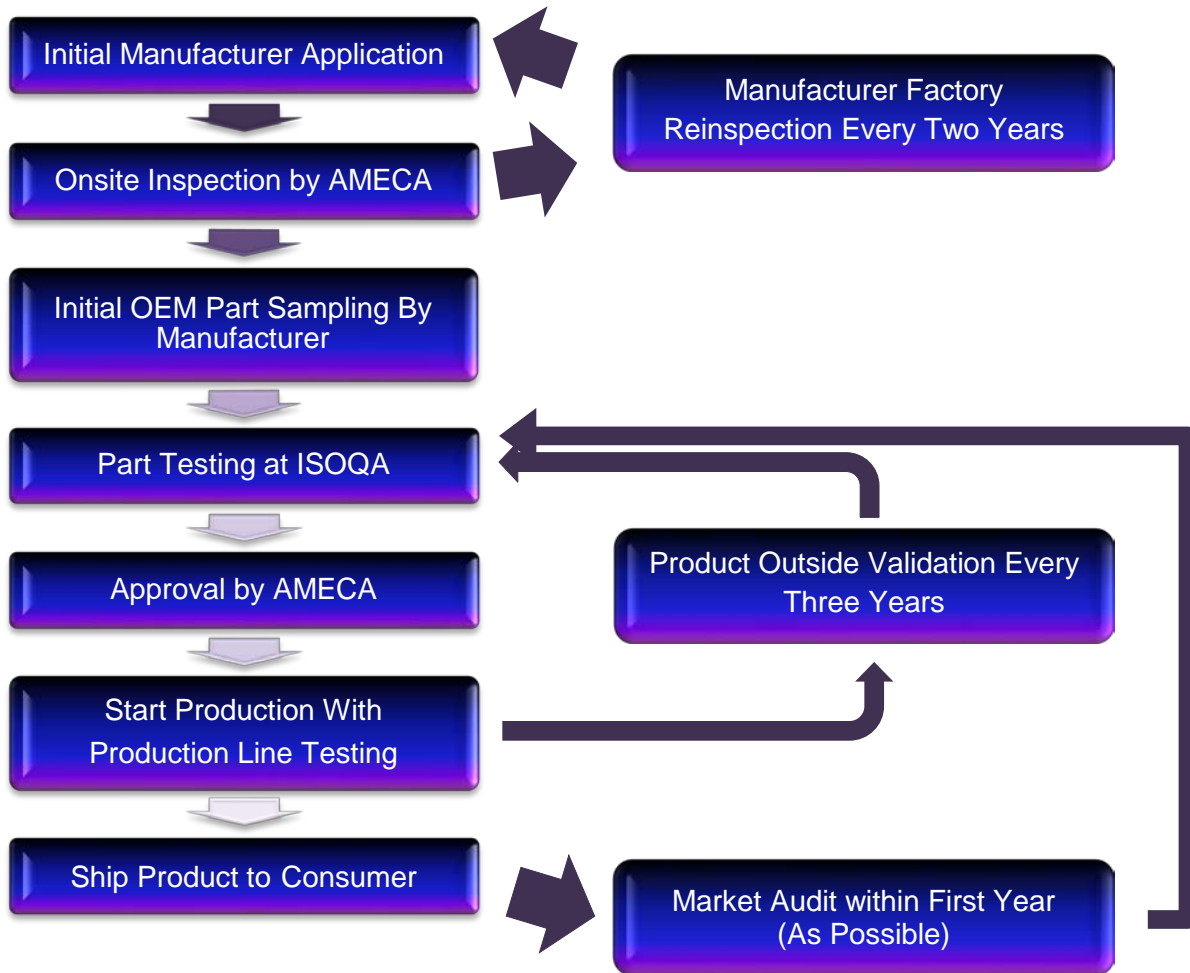 Initial Manufacturer Application
Manufacturer Factory
Reinspection Every Two Years
Onsite Inspection by AMECA
Initial OEM Part Sampling By
Manufacturer
Part Testing at ISOQA
Product Outside Validation Every
Three Years
Approval by AMECA
Start Production With
Production Line Testing
Ship Product to Consumer
Market Audit within First Year
(As Possible)